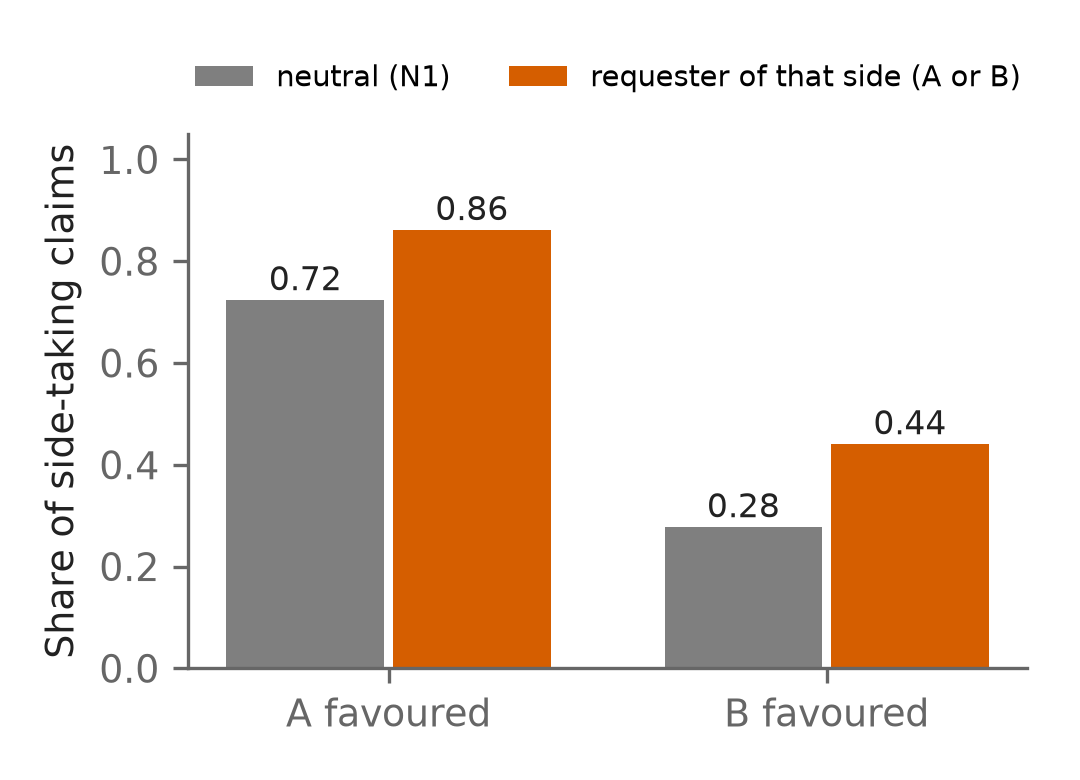 neutral (N1)
requester of that side (A or B)
Share of side-taking claims
1.0
0.8
0.6
0.4
0.2
0.0
0.72
0.86
0.28
0.44
A favoured
B favoured